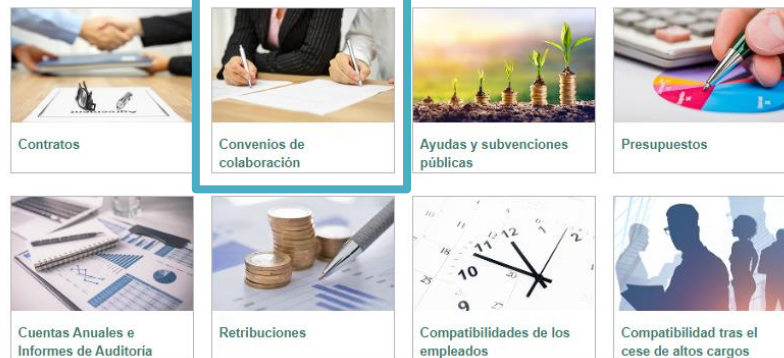 Contratos
Convenios de
colaboración
Ayudas y subvenciones
públicas
Presupuestos
Cuentas Anuales e
Informes de Auditoría
Retribuciones
Compatibilidades de los
empleados
Compatibilidad tras el
cese de altos cargos